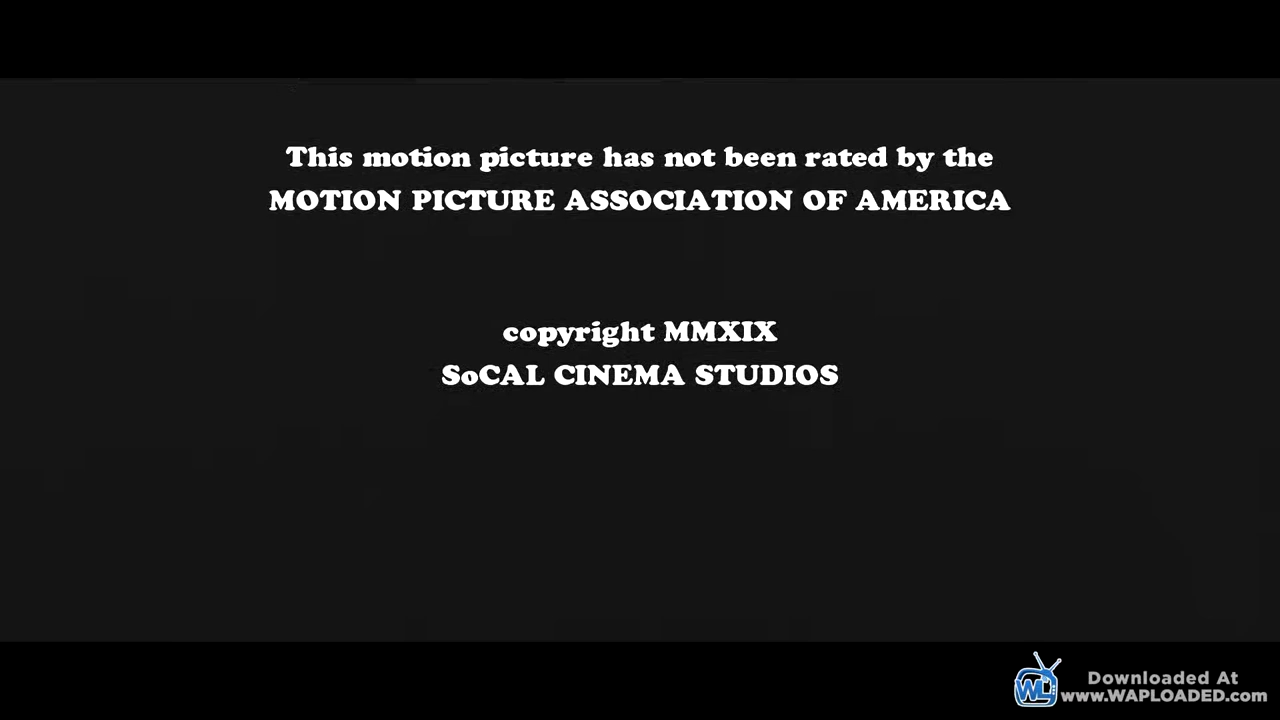 This motion picture has not been rated by the
MOTION PICTURE ASSOCIATION OF AMERICA
copyright MMXIX
SoCAL CINEMA STUDIOS
WL
Downloaded At
www.WAPLOADED.com